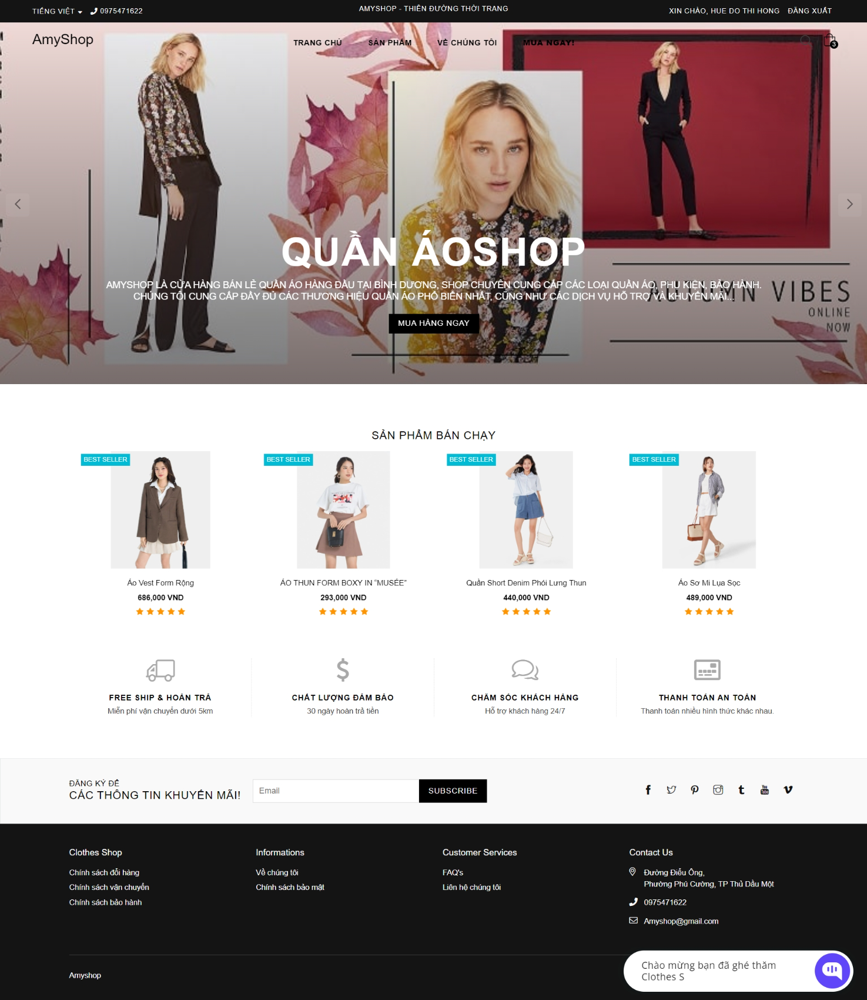 TIẾNG VIỆT
0975471622
AMYSHOP - THIÊN ĐƯỜNG THỜI TRANG
XIN CHÀO, HUE DO THI HONG
ĐĂNG XUẤT
AmyShop
TRANG CHỦ
SẢN PHẨM
VỀ CHÚNG TÔI
MUA NGAY!
3
QUẦN ÁOSHOP
AMYSHOP LÀ CỬA HÀNG BÁN LẺ QUẦN ÁO HÀNG ĐẦU TẠI BÌNH DƯƠNG, SHOP CHUYÊN CUNG CẤP CÁC LOẠI QUẦN ÁO, PHỤ KIỆN, BẢO HÀNH.
CHÚNG TÔI CUNG CẤP ĐẦY ĐỦ CÁC THƯƠNG HIỆU QUẦN ÁO PHỔ BIẾN NHẤT, CŨNG NHƯ CÁC DỊCH VỤ HỖ TRỢ VÀ KHUYẾN MÃI...
AUTUMN VIBES
ONLINE
NOW
MUA HÀNG NGAY
SẢN PHẨM BÁN CHẠY
BEST SELLER
BEST SELLER
BEST SELLER
BEST SELLER
Áo Vest Form Rộng
686,000 VND
ÁO THUN FORM BOXY IN “MUSÉE”
293,000 VND
Quần Short Denim Phối Lưng Thun
440,000 VND
Áo Sơ Mi Lụa Sọc
489,000 VND
FREE SHIP & HOÀN TRẢ
Miễn phí vận chuyển dưới 5km
CHẤT LƯỢNG ĐẢM BẢO
30 ngày hoàn trả tiền
CHĂM SÓC KHÁCH HÀNG
Hỗ trợ khách hàng 24/7
THANH TOÁN AN TOÀN
Thanh toán nhiều hình thức khác nhau.
ĐĂNG KÝ ĐỂ
CÁC THÔNG TIN KHUYẾN MÃI!
Email
SUBSCRIBE
Clothes Shop
Chính sách đổi hàng
Chính sách vận chuyển
Chính sách bảo hành
Informations
Về chúng tôi
Chính sách bảo mật
Customer Services
FAQ's
Liên hệ chúng tôi
Contact Us
Đường Điểu Ông,
Phường Phú Cường, TP Thủ Dầu Một
0975471622
Amyshop@gmail.com
Amyshop
Chào mừng bạn đã ghé thăm
Clothes S